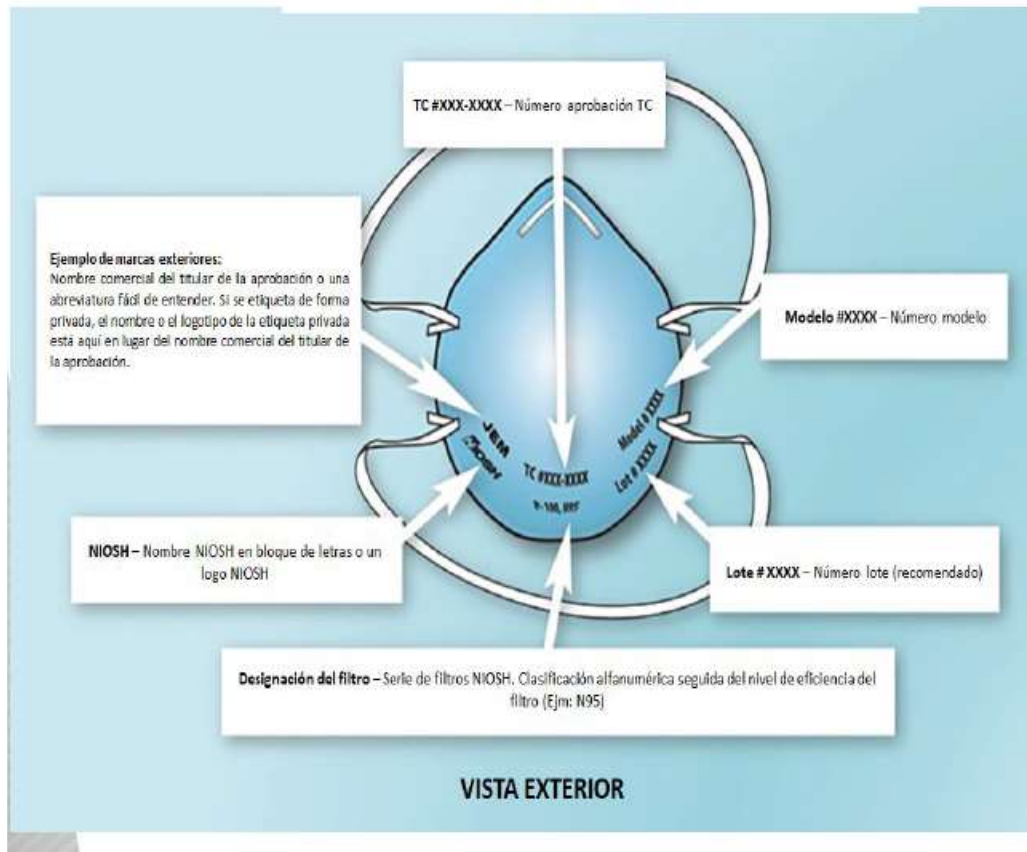 TC #XXX-XXXX – Número aprobación TC
Ejemplo de marcas exteriores:
Nombre comercial del titular de la aprobación o una
abreviatura fácil de entender. Si se etiqueta de forma
privada, el nombre o el logotipo de la etiqueta privada
está aquí en lugar del nombre comercial del titular de
la aprobación.
Modelo #XXXX – Número modelo
JEM
NIOSH
TC #XXX-XXXX
Model # XXXX
Lot # XXXX
NIOSH – Nombre NIOSH en bloque de letras o un
logo NIOSH
Lote # XXXX – Número lote (recomendado)
Designación del filtro – Serie de filtros NIOSH. Clasificación alfanumérica seguida del nivel de eficiencia del
filtro (Ejm: N95)
VISTA EXTERIOR